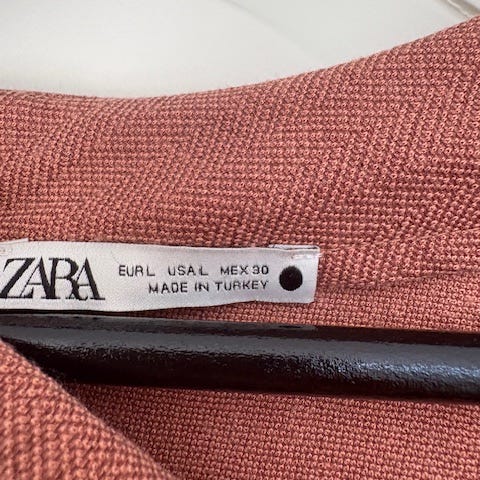 ZARA
EUR L USA L MEX 30
MADE IN TURKEY